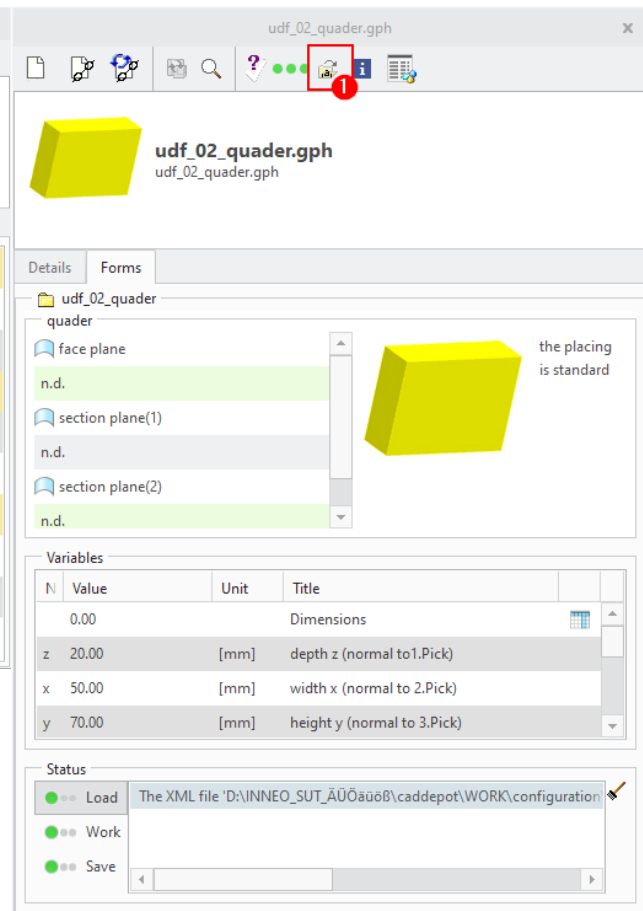 udf_02_quader.gph x
1
udf_02_quader.gph
udf_02_quader.gph
Details Forms
udf_02_quader
quader
face plane
n.d.
section plane(1)
n.d.
section plane(2)
n.d.
the placing
is standard
Variables
N Value Unit Title
0.00 Dimensions
z 20.00 [mm] depth z (normal to1.Pick)
x 50.00 [mm] width x (normal to 2.Pick)
y 70.00 [mm] height y (normal to 3.Pick)
Status
Load The XML file 'D:\INNEO_SUT_ÄÜÖäüöß\caddepot\WORK\configuration
Work
Save